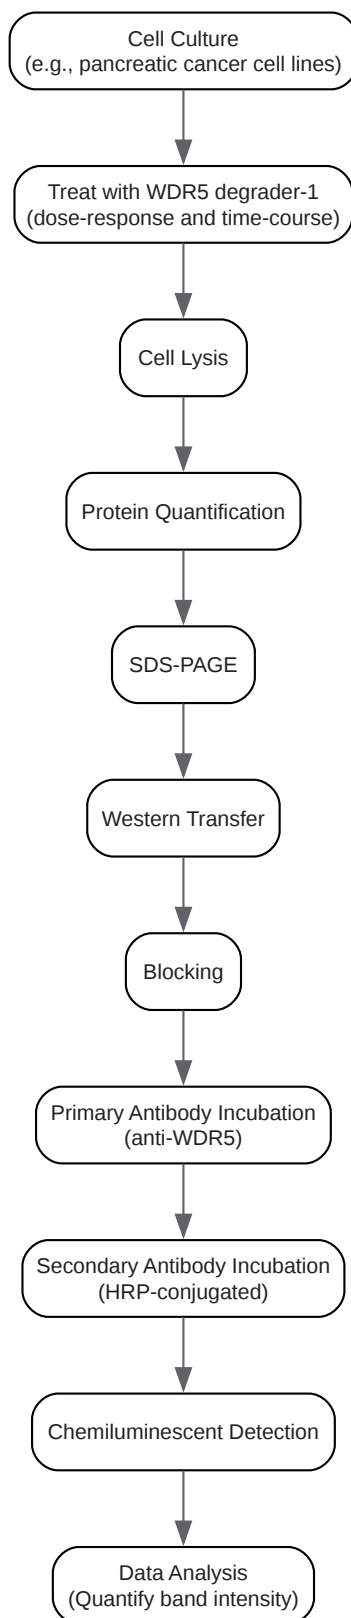 Cell Culture
(e.g., pancreatic cancer cell lines)
Treat with WDR5 degrader-1
(dose-response and time-course)
Cell Lysis
Protein Quantification
SDS-PAGE
Western Transfer
Blocking
Primary Antibody Incubation
(anti-WDR5)
Secondary Antibody Incubation
(HRP-conjugated)
Chemiluminescent Detection
Data Analysis
(Quantify band intensity)